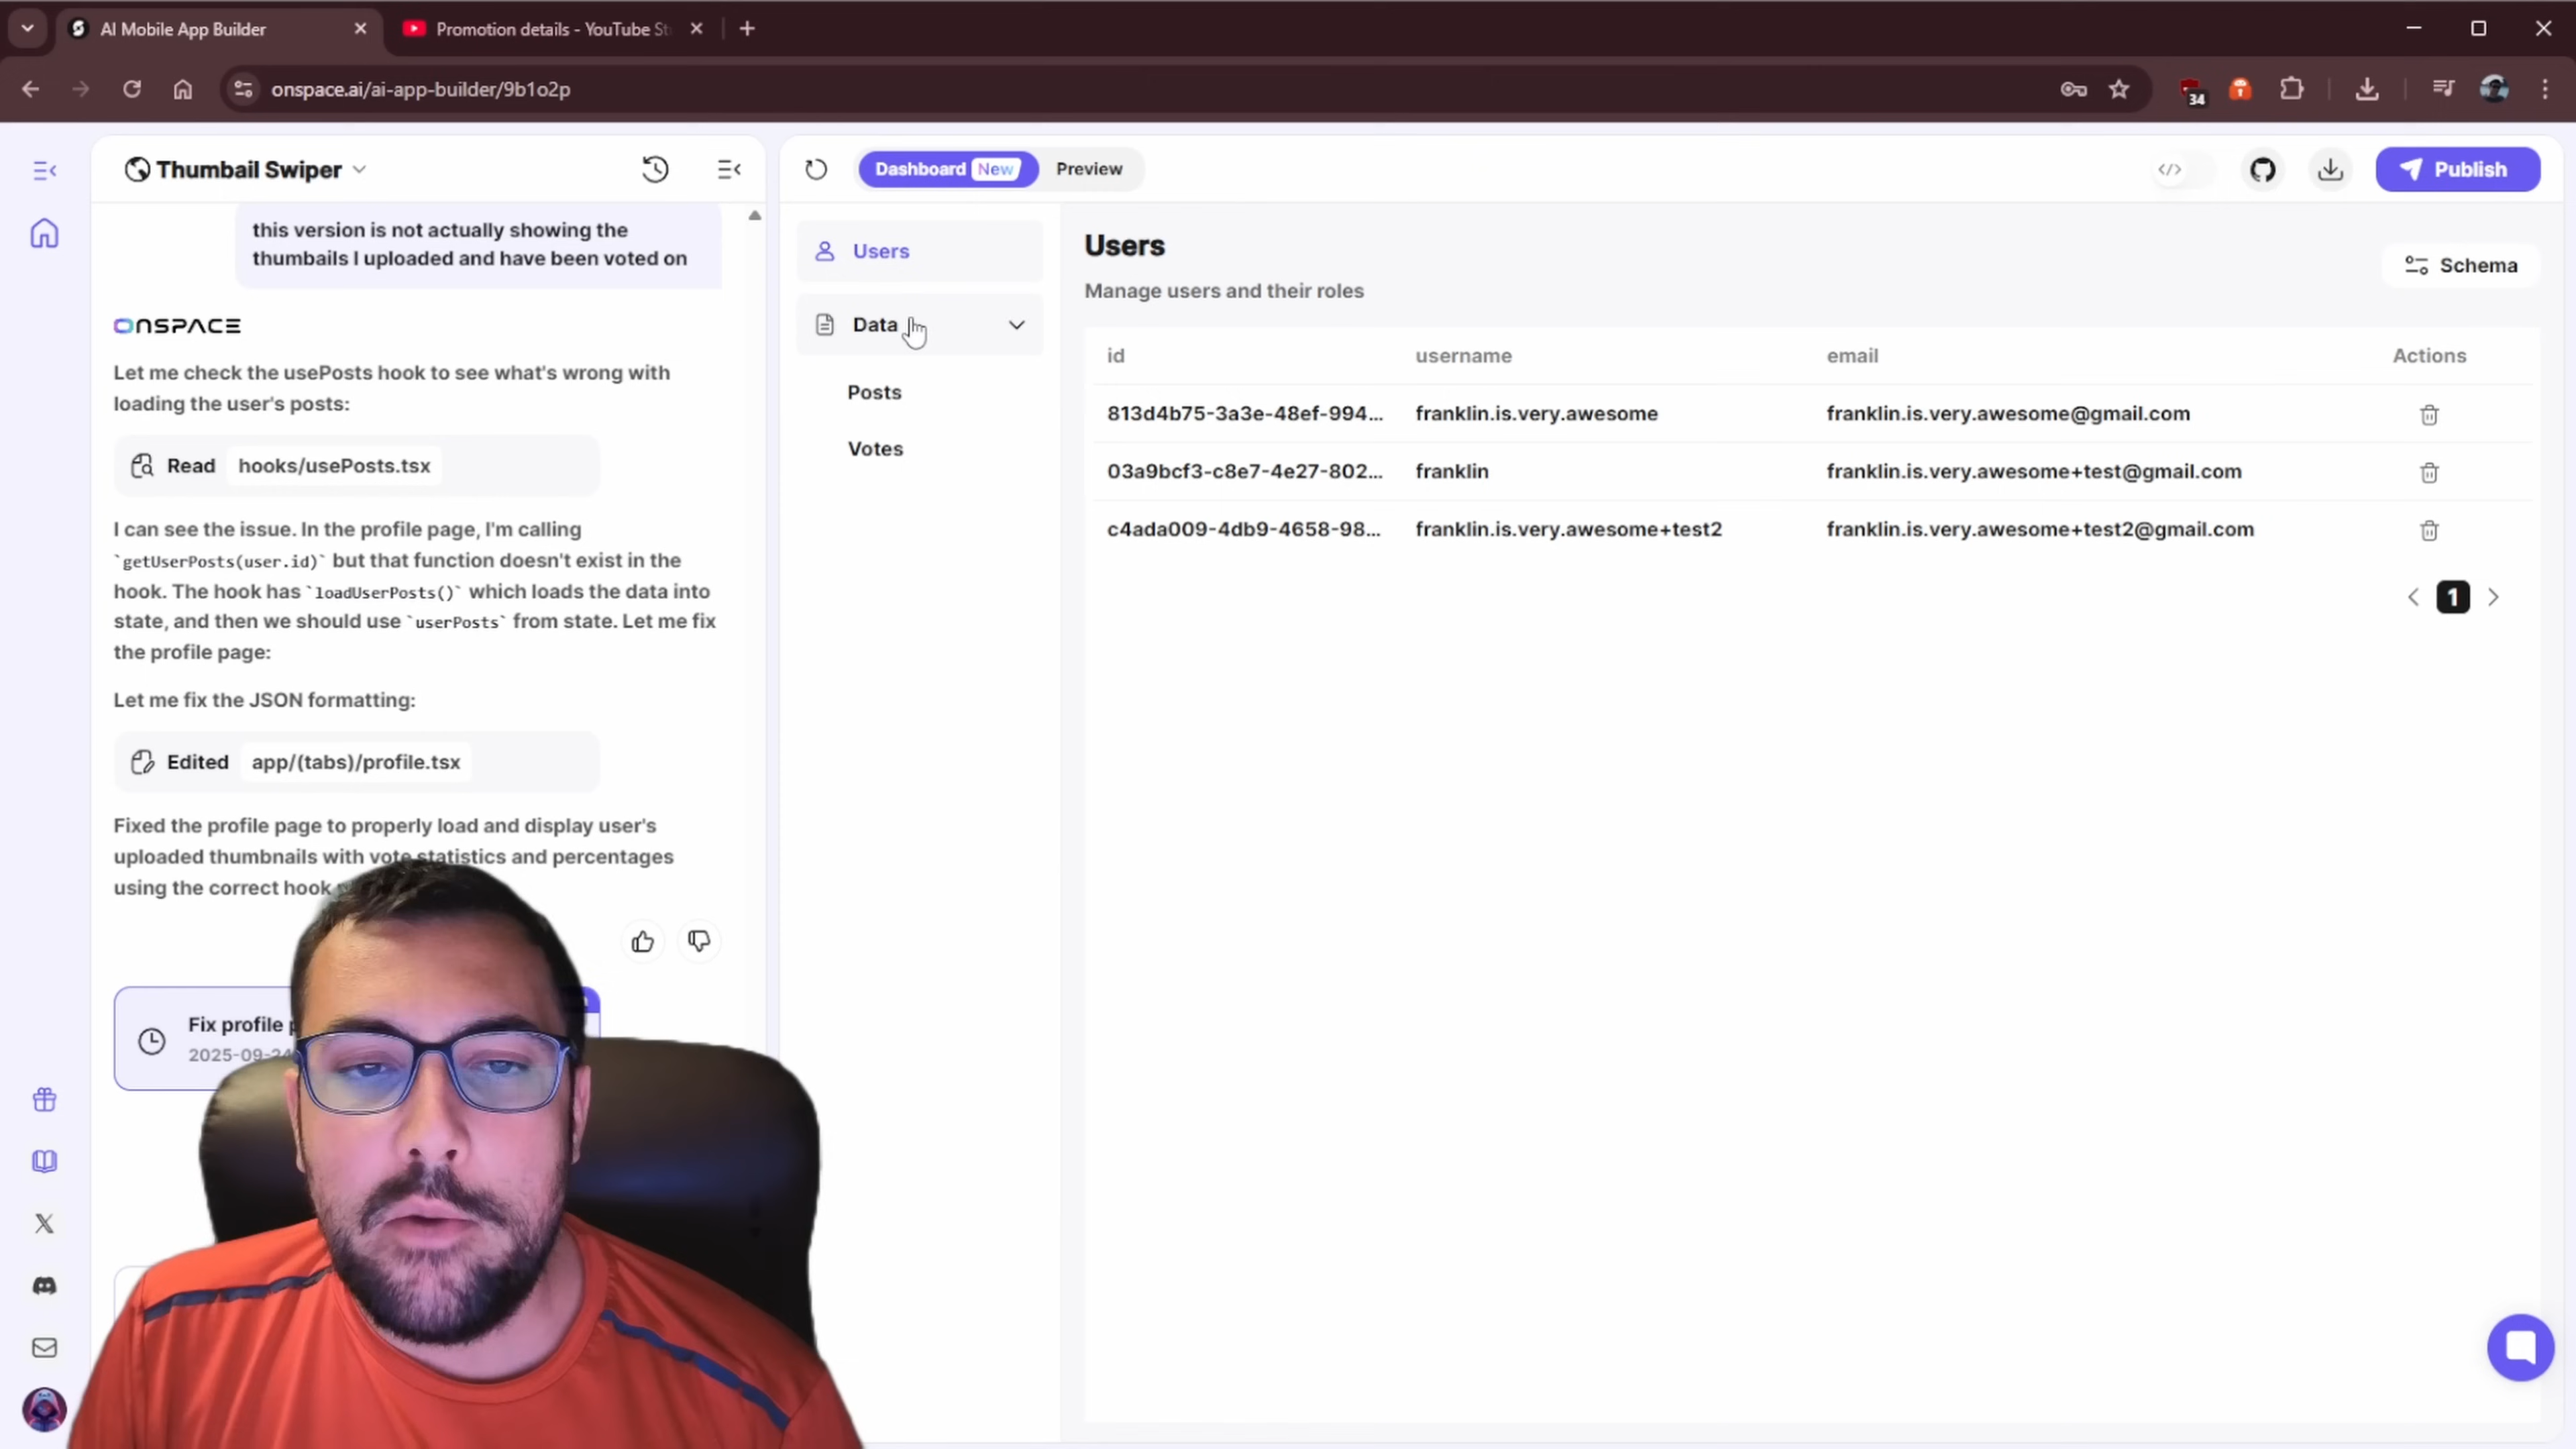 AI Mobile App Builder
Promotion details - YouTube St
onspace.ai/ai-app-builder/9b1o2p
34
Thumbail Swiper
Dashboard New
Preview
Publish
this version is not actually showing the
thumbails I uploaded and have been voted on
ONSPACE
Let me check the usePosts hook to see what's wrong with
loading the user's posts:
Read hooks/usePosts.tsx
I can see the issue. In the profile page, I'm calling
`getUserPosts(user.id)` but that function doesn't exist in the
hook. The hook has `loadUserPosts()` which loads the data into
state, and then we should use `userPosts` from state. Let me fix
the profile page:
Let me fix the JSON formatting:
Edited app/(tabs)/profile.tsx
Fixed the profile page to properly load and display user's
uploaded thumbnails with vote statistics and percentages
using the correct hook
Fix profile
2025-09-24
Users
Data
Posts
Votes
Users
Manage users and their roles
Schema
id username email Actions
813d4b75-3a3e-48ef-994... franklin.is.very.awesome franklin.is.very.awesome@gmail.com
03a9bcf3-c8e7-4e27-802... franklin franklin.is.very.awesome+test@gmail.com
c4ada009-4db9-4658-98... franklin.is.very.awesome+test2 franklin.is.very.awesome+test2@gmail.com
1